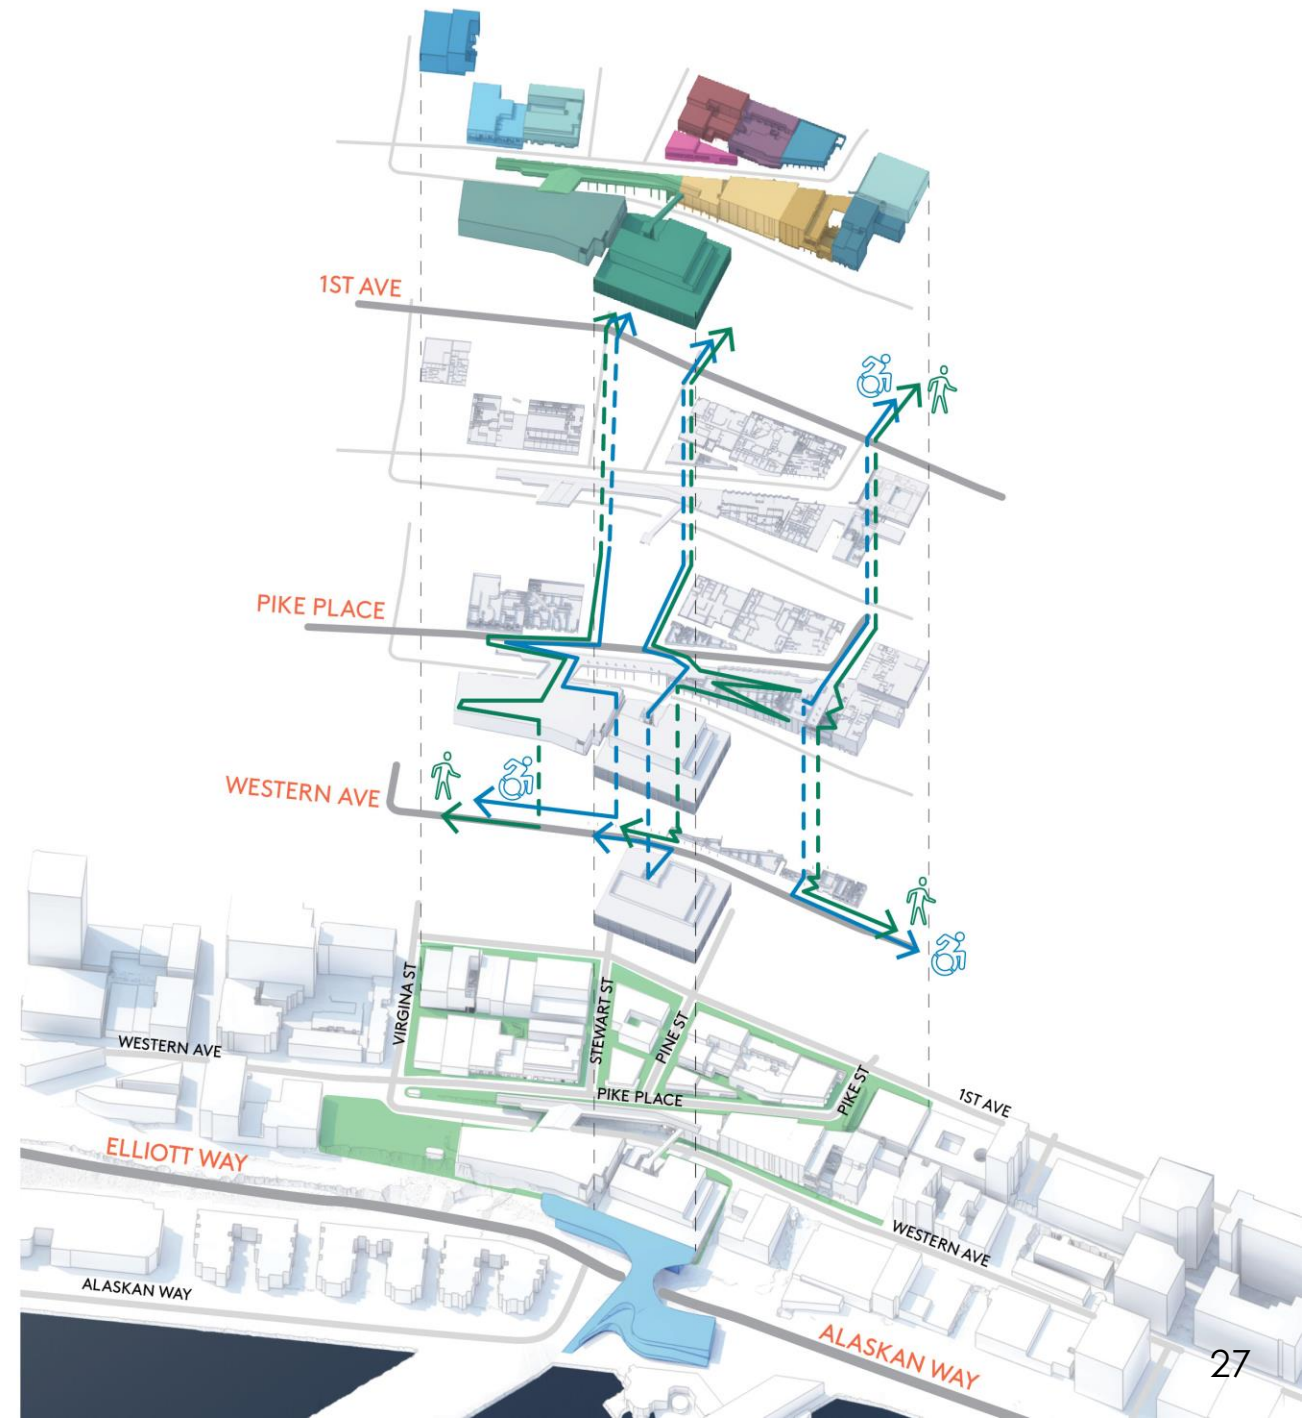 1ST AVE
PIKE PLACE
WESTERN AVE
VIRGINA ST
STEWART ST
PINE ST
WESTERN AVE
PIKE PLACE
PIKE ST
1ST AVE
ELLIOTT WAY
WESTERN AVE
ALASKAN WAY
ALASKAN WAY
27